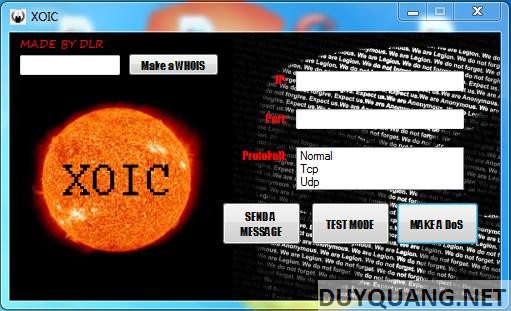 XOIC
MADE BY DLR
Make a WHOIS
IP:
Port:
XOIC
Protokoll:
Normal
Tcp
Udp
SEND A
MESSAGE
TEST MODE
MAKE A DoS
We are Anonymous. We are Legion. We do not forgive. We do not forget. Expect us.
DUYQUANG.NET